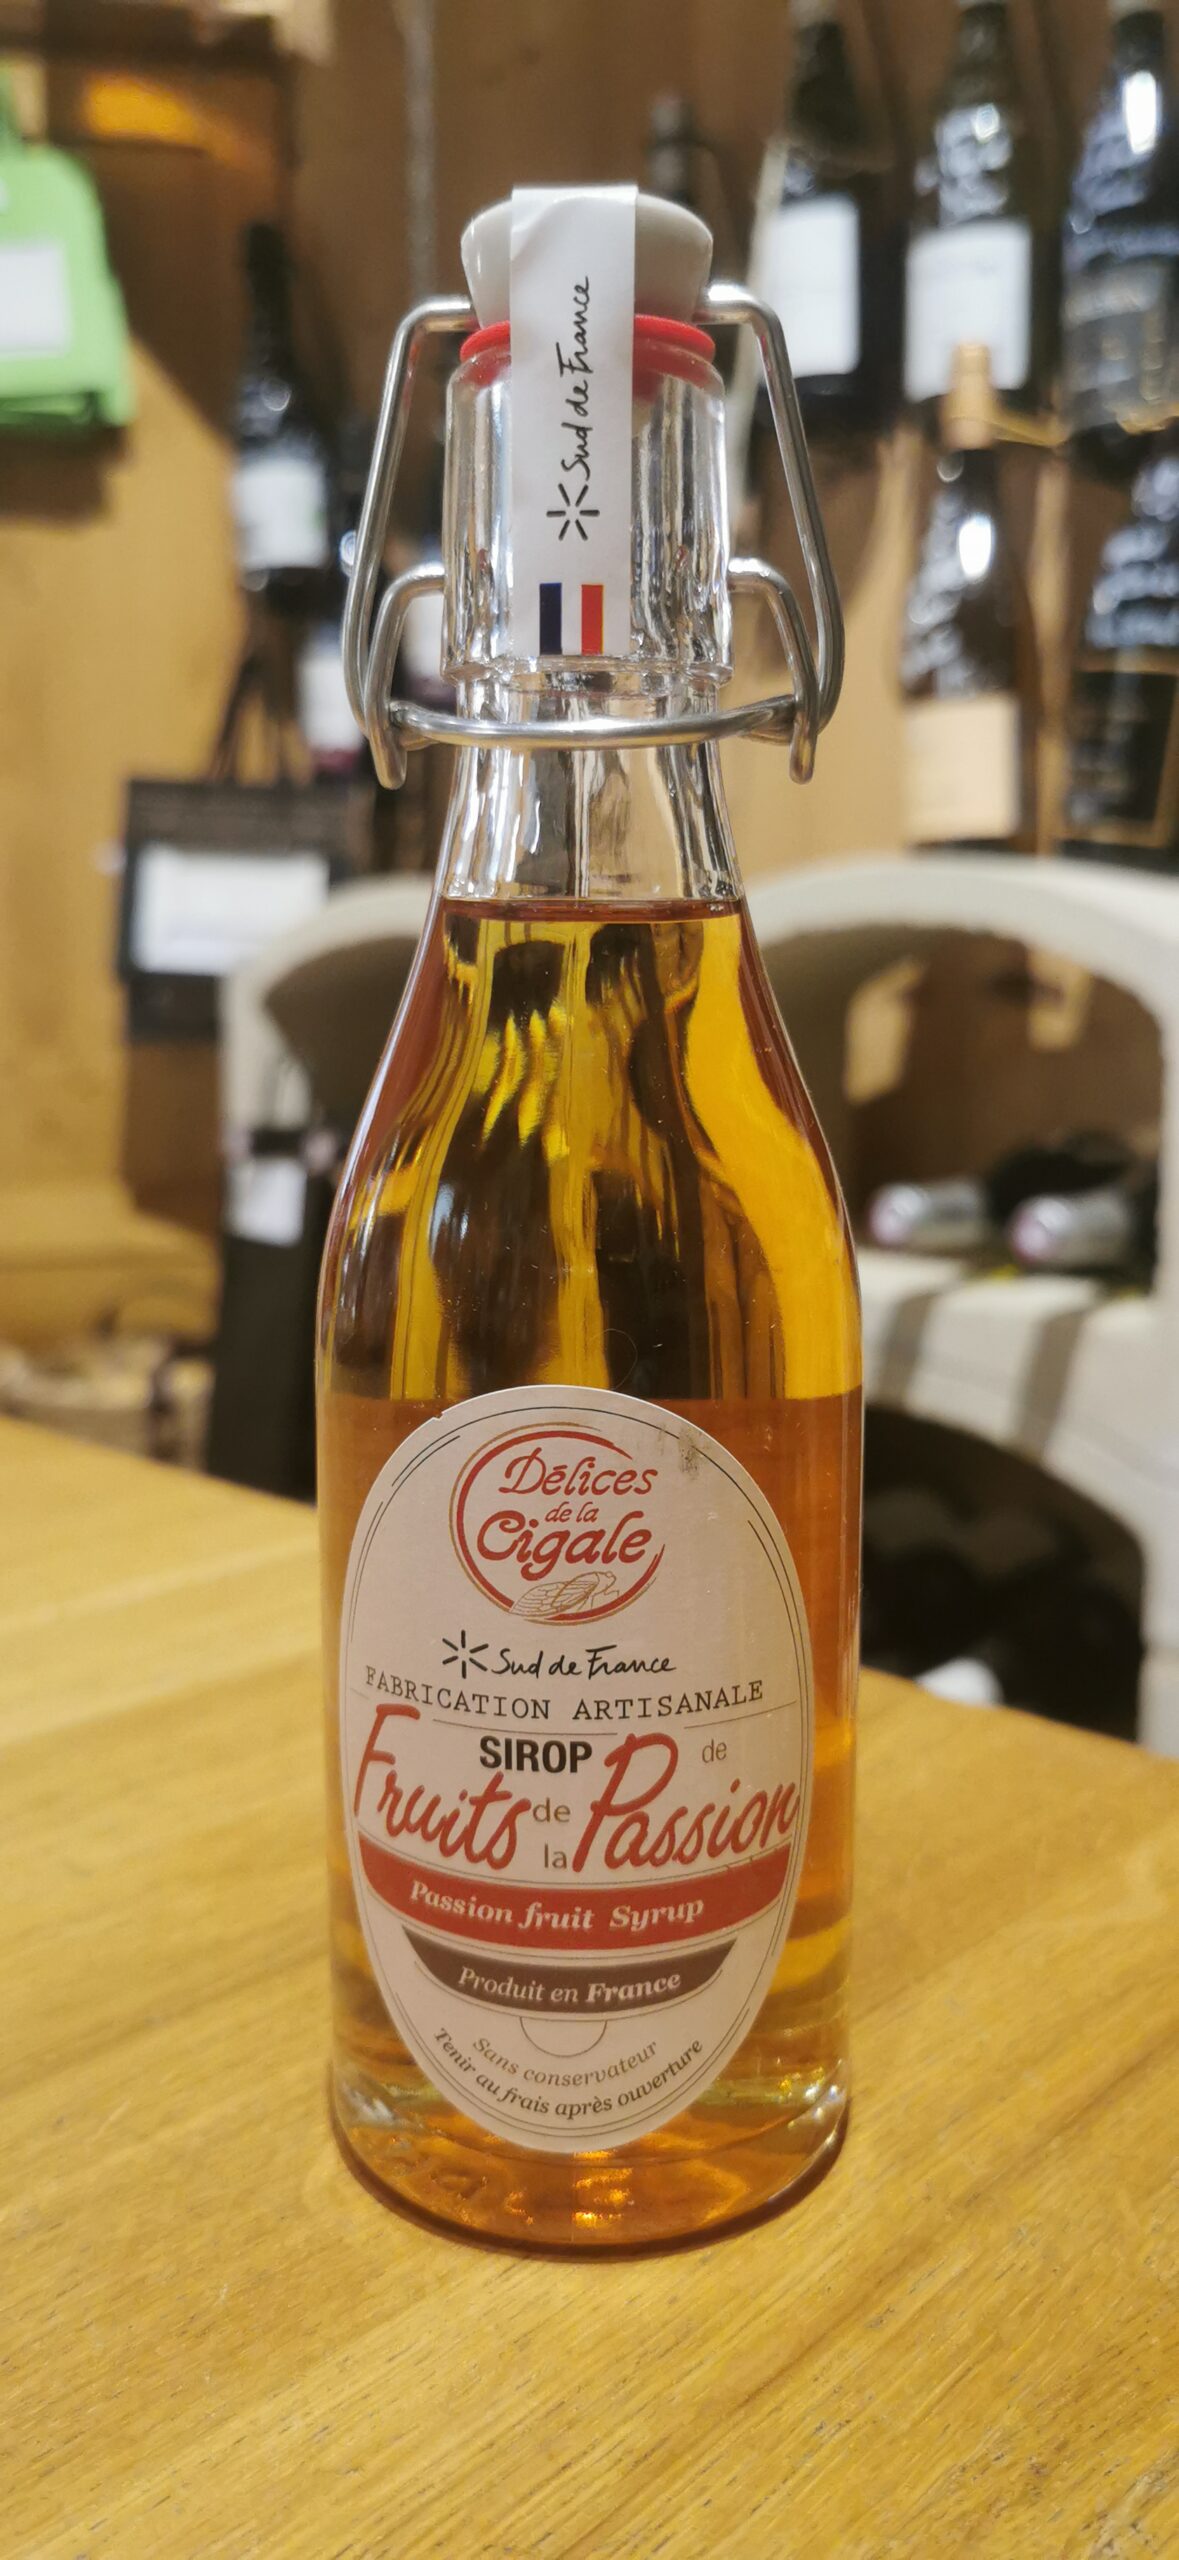 Sud de France
Délices
de la
Cigale
Sud de France
FABRICATION ARTISANALE
SIROP de
Fruits de la Passion
Passion fruit Syrup
Produit en France
Sans conservateur
Tenir au frais après ouverture